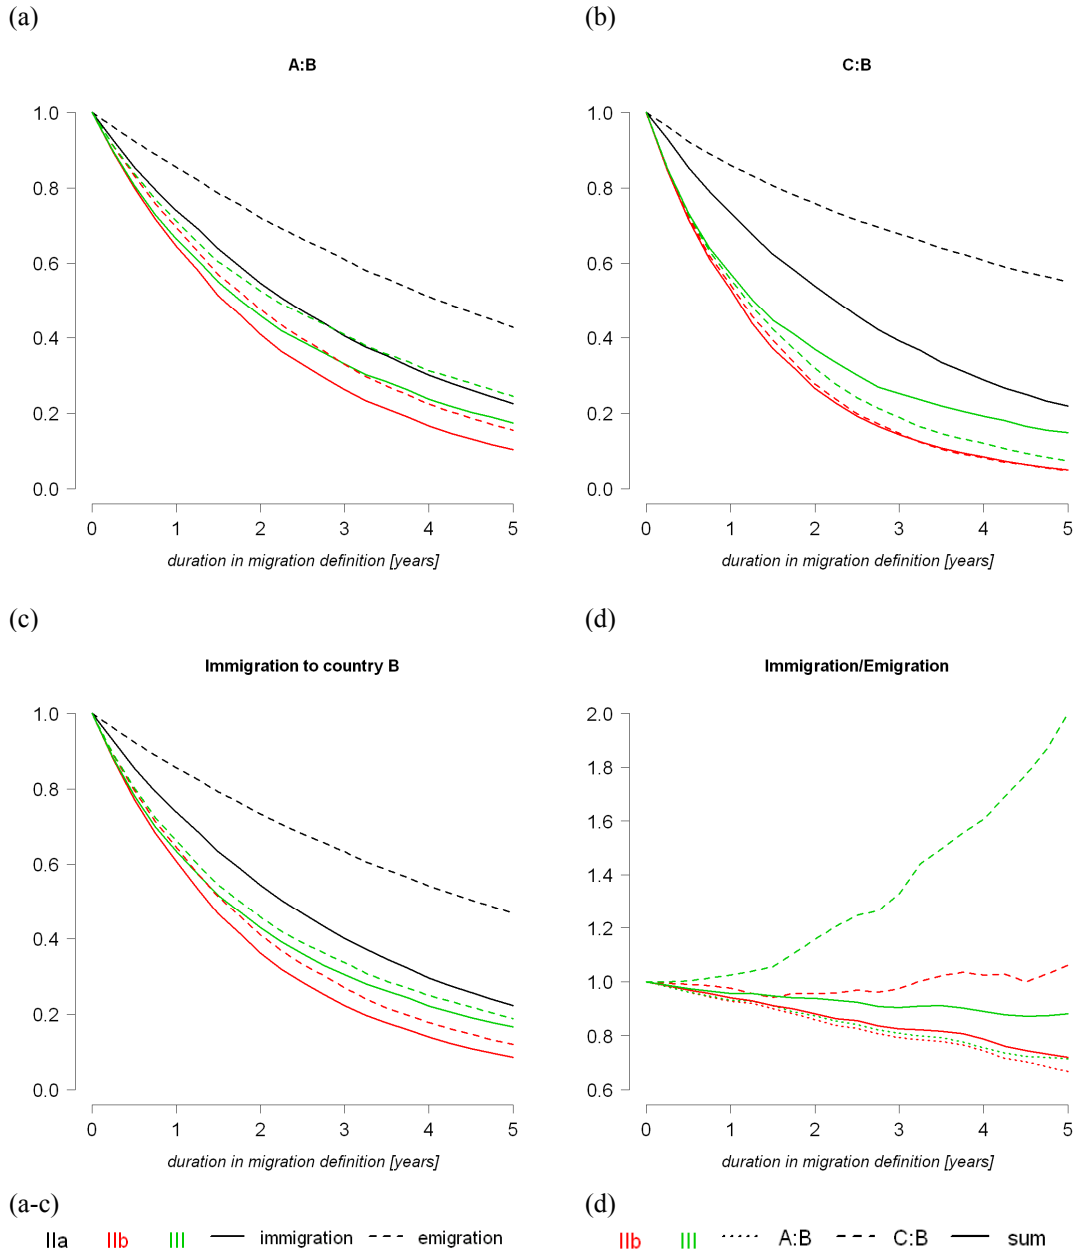 (a)
(b)
A:B
C:B
1.0
0.8
0.6
0.4
0.2
0.0
0 1 2 3 4 5
duration in migration definition [years]
1.0
0.8
0.6
0.4
0.2
0.0
0 1 2 3 4 5
duration in migration definition [years]
(c)
(d)
Immigration to country B
Immigration/Emigration
1.0
0.8
0.6
0.4
0.2
0.0
0 1 2 3 4 5
duration in migration definition [years]
2.0
1.8
1.6
1.4
1.2
1.0
0.8
0.6
0 1 2 3 4 5
duration in migration definition [years]
(a-c)
(d)
IIa IIb III immigration emigration
IIb III A:B C:B sum